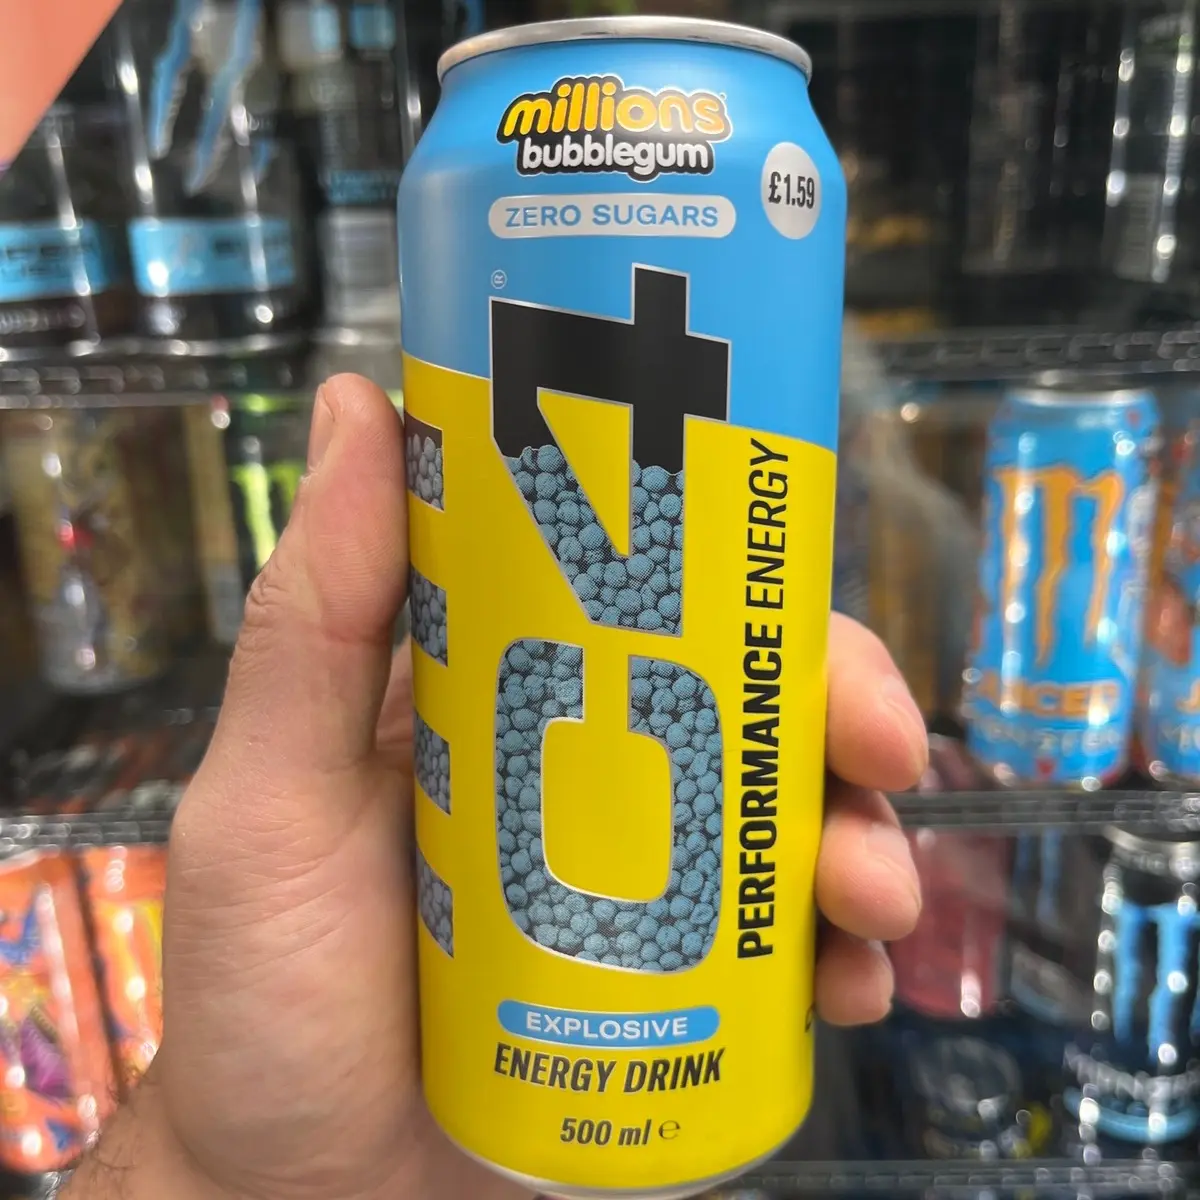 millions
bubblegum
ZERO SUGARS
£1.59
®
C4
PERFORMANCE ENERGY
EXPLOSIVE
ENERGY DRINK
500 ml ℮